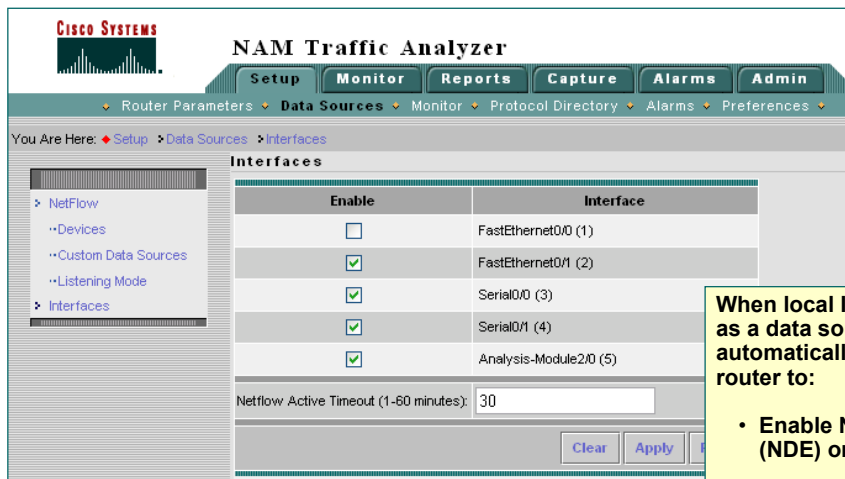 CISCO SYSTEMS
NAM Traffic Analyzer
Setup Monitor Reports Capture Alarms Admin
Router Parameters Data Sources Monitor Protocol Directory Alarms Preferences
You Are Here: Setup Data Sources Interfaces
Interfaces
NetFlow
Devices
Custom Data Sources
Listening Mode
Interfaces
Enable Interface
FastEthernet0/0 (1)
FastEthernet0/1 (2)
Serial0/0 (3)
Serial0/1 (4)
Analysis-Module2/0 (5)
Netflow Active Timeout (1-60 minutes): 30
Clear Apply
When local
as a data
router to:
• Enable
(NDE)